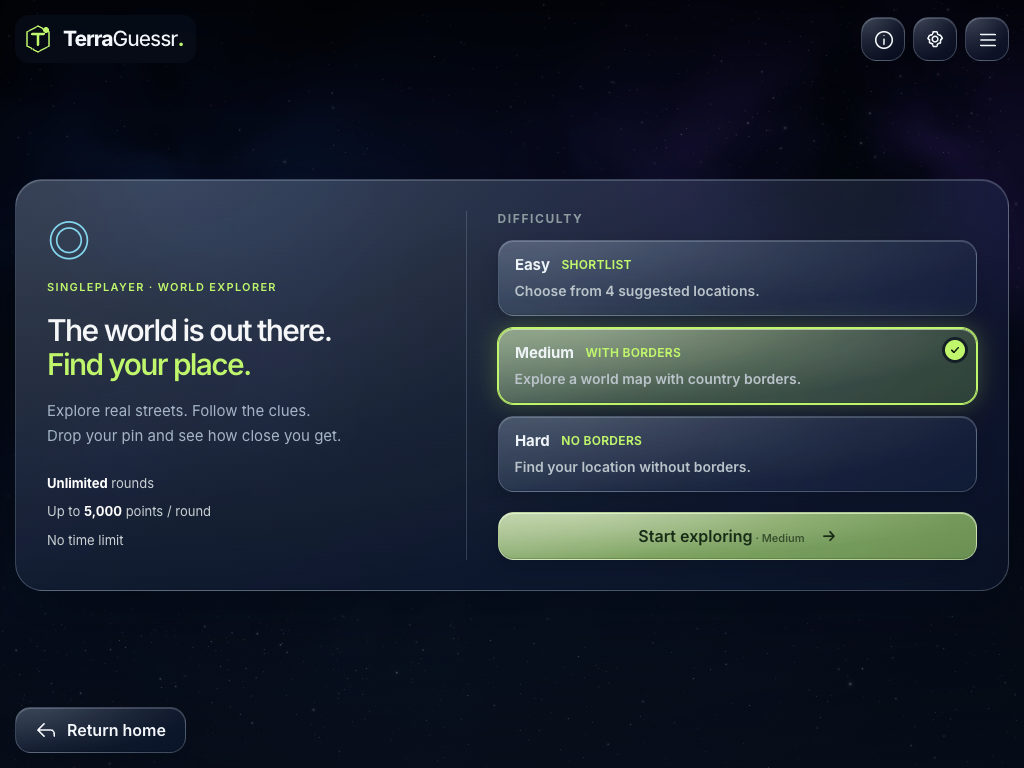 TerraGuessr.
SINGLEPLAYER · WORLD EXPLORER
The world is out there.
Find your place.
Explore real streets. Follow the clues.
Drop your pin and see how close you get.
Unlimited rounds
Up to 5,000 points / round
No time limit
DIFFICULTY
Easy SHORTLIST
Choose from 4 suggested locations.
Medium WITH BORDERS
Explore a world map with country borders.
Hard NO BORDERS
Find your location without borders.
Start exploring · Medium →
Return home